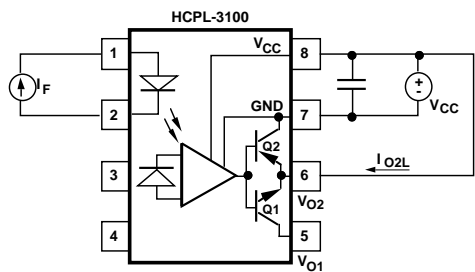 HCPL-3100
1
8
V_CC
I_F
+
-
V_CC
2
GND
7
Q2
3
6
I_O2L
V_O2
Q1
4
5
V_O1